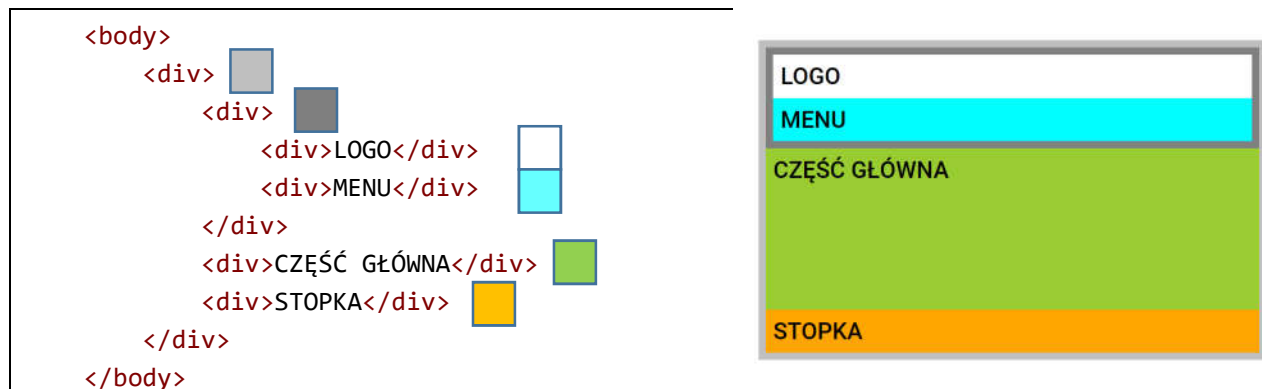 <body>
<div>
<div>
<div>LOGO</div>
<div>MENU</div>
</div>
<div>CZĘŚĆ GŁÓWNA</div>
<div>STOPKA</div>
</div>
</body>
LOGO
MENU
CZĘŚĆ GŁÓWNA
STOPKA